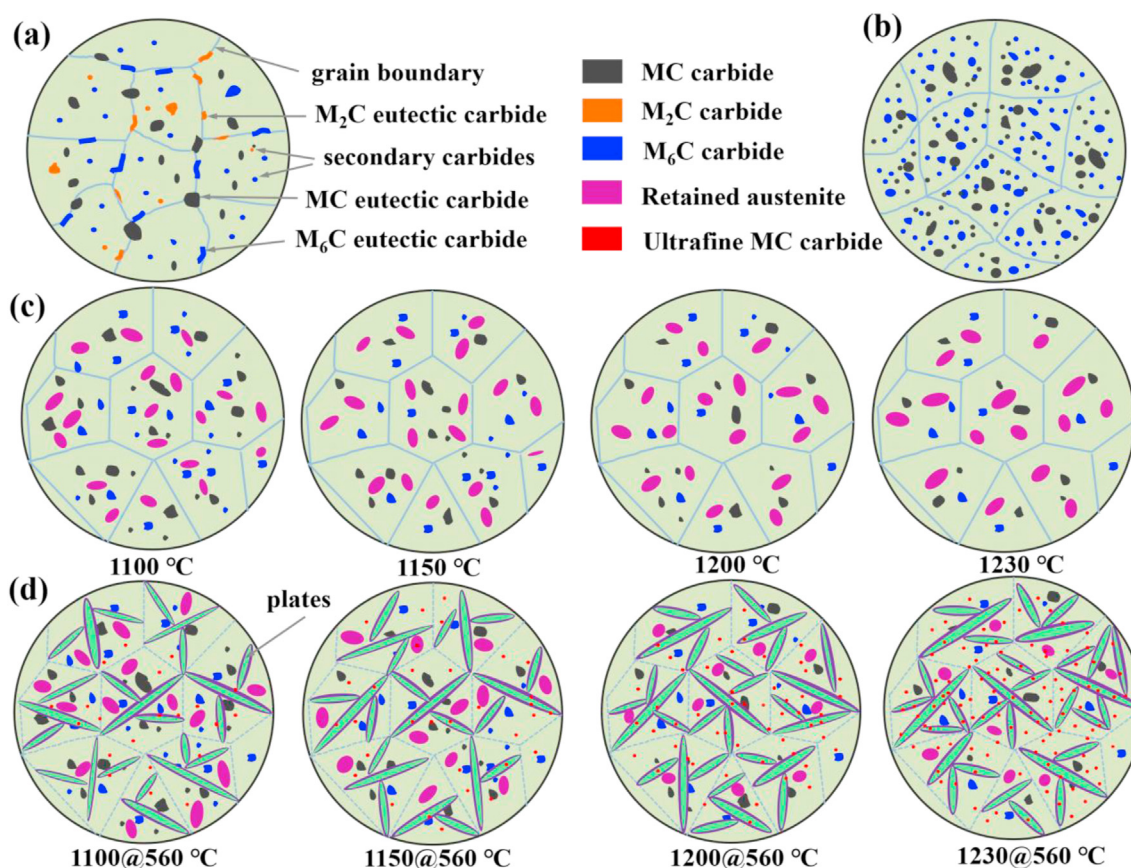 (a)
grain boundary
M₂C eutectic carbide
secondary carbides
MC eutectic carbide
M₆C eutectic carbide
MC carbide
M₂C carbide
M₆C carbide
Retained austenite
Ultrafine MC carbide
(b)
(c)
1100 °C
1150 °C
1200 °C
1230 °C
(d)
plates
1100@560 °C
1150@560 °C
1200@560 °C
1230@560 °C